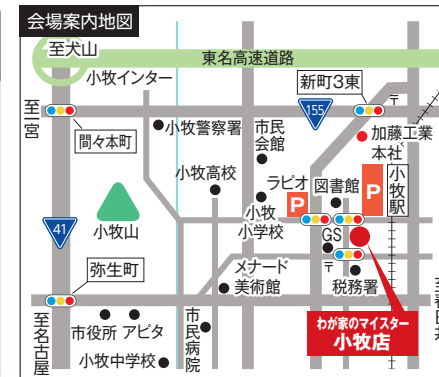 会場案内地図
至犬山
東名高速道路
小牧インター
新町3東
〒
155
至一宮
間々本町
小牧警察署
市民
会館
加藤工業
本社
小牧高校
ラピオ
図書館
P
P
小牧駅
小牧山
小牧
小学校
41
GS
〒
弥生町
メナード
美術館
税務署
わが家のマイスター
小牧店
至名古屋
市役所
アピタ
市民病院
小牧中学校